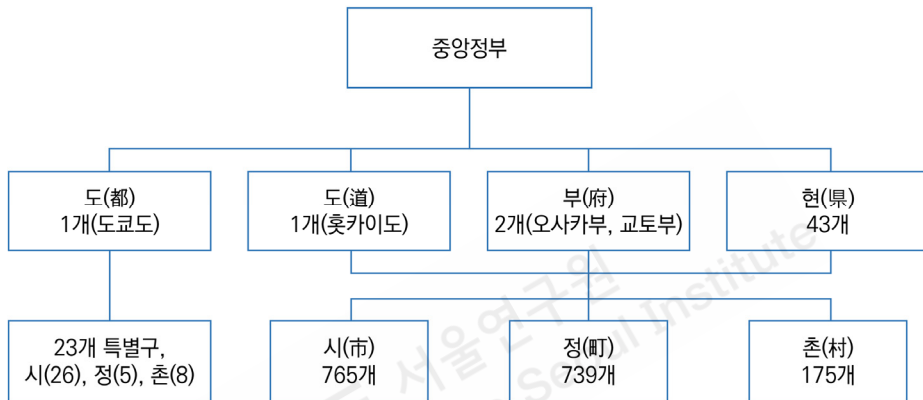 중앙정부
도(都)
1개(도쿄도)
도(道)
1개(홋카이도)
부(府)
2개(오사카부, 교토부)
현(県)
43개
23개 특별구,
시(26), 정(5), 촌(8)
시(市)
765개
정(町)
739개
촌(村)
175개
서울연구원
The Seoul Institute